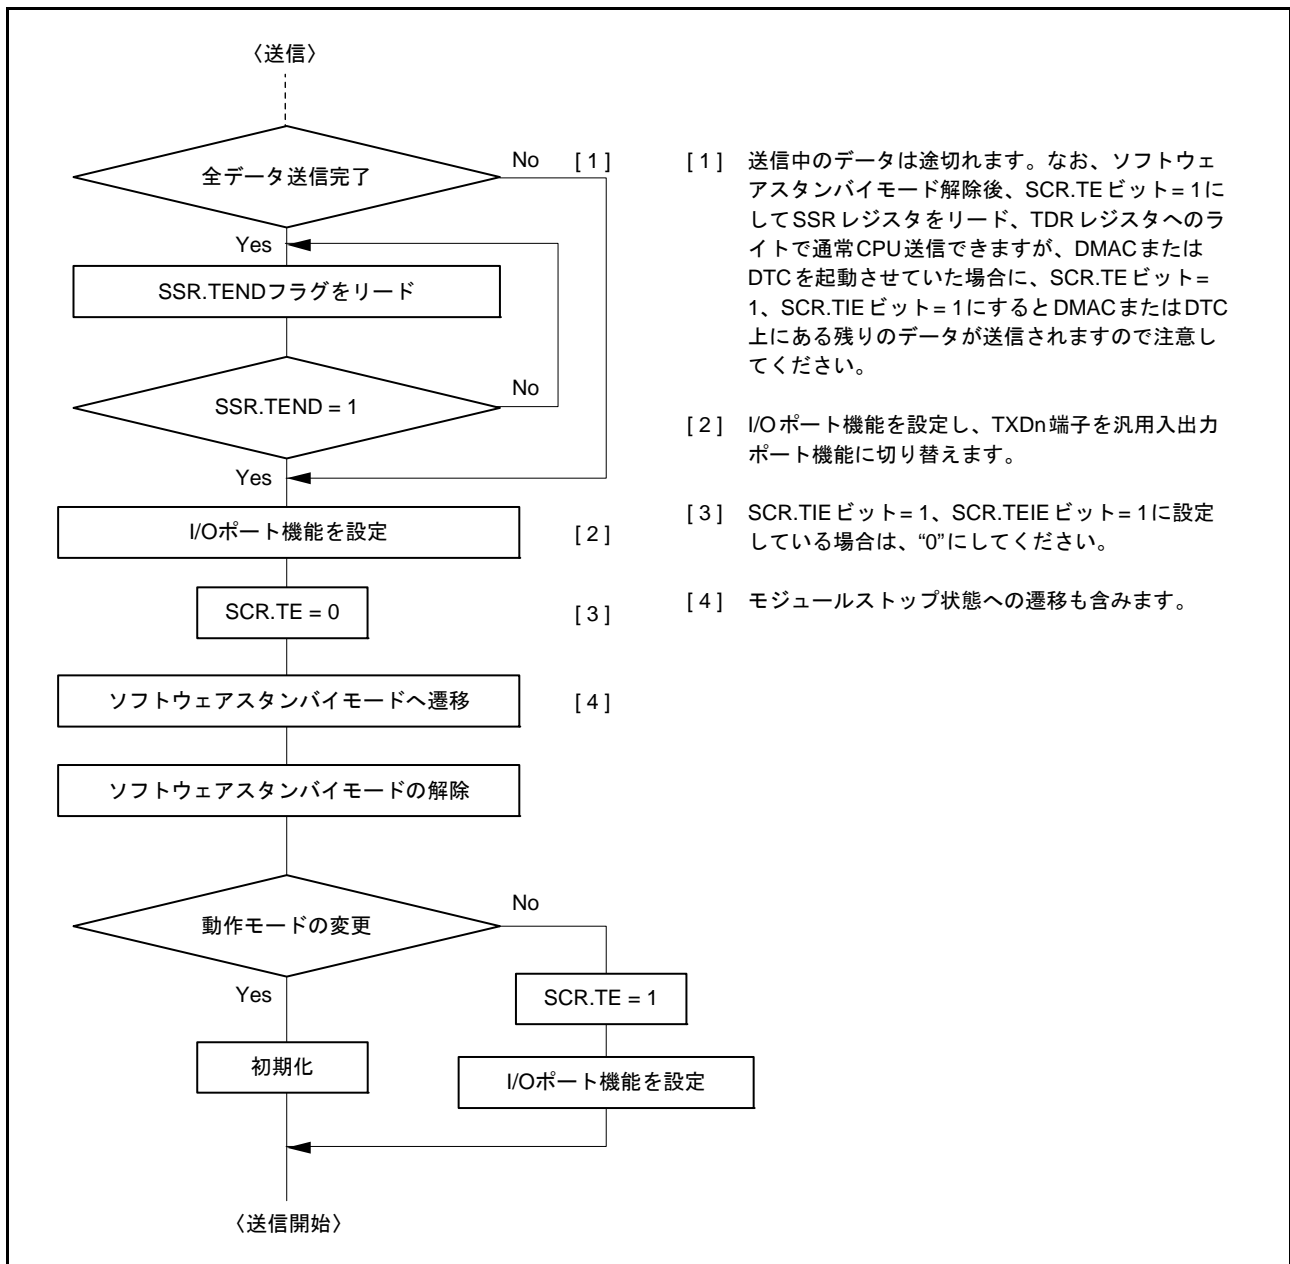 〈送信〉
全データ送信完了
No [ 1 ]
Yes
SSR.TENDフラグをリード
SSR.TEND = 1
No
Yes
I/Oポート機能を設定
[ 2 ]
SCR.TE = 0
[ 3 ]
ソフトウェアスタンバイモードへ遷移
[ 4 ]
ソフトウェアスタンバイモードの解除
動作モードの変更
No
Yes
SCR.TE = 1
初期化
I/Oポート機能を設定
〈送信開始〉
[ 1 ] 送信中のデータは途切れます。なお、ソフトウェ
アスタンバイモード解除後、SCR.TEビット= 1に
してSSRレジスタをリード、TDRレジスタへのラ
イトで通常CPU送信できますが、DMACまたは
DTCを起動させていた場合に、SCR.TEビット=
1、SCR.TIEビット= 1にするとDMACまたはDTC
上にある残りのデータが送信されますので注意し
てください。
[ 2 ] I/Oポート機能を設定し、TXDn端子を汎用入出力
ポート機能に切り替えます。
[ 3 ] SCR.TIEビット= 1、SCR.TEIEビット= 1に設定
している場合は、“0”にしてください。
[ 4 ] モジュールストップ状態への遷移も含みます。